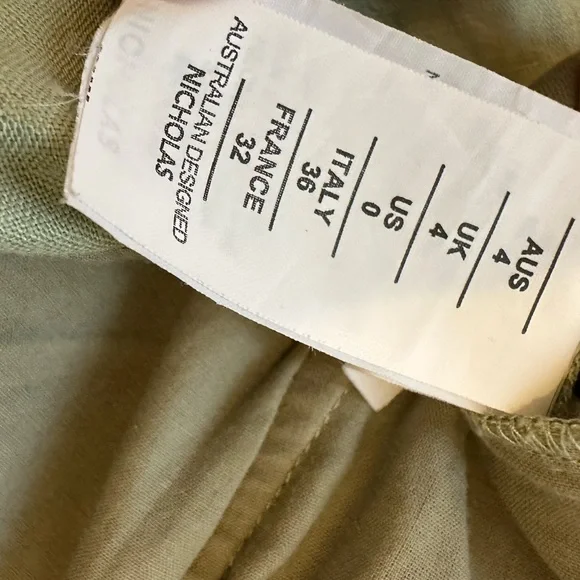 AUS
4
UK
4
US
0
ITALY
36
FRANCE
32
AUSTRALIAN DESIGNED
NICHOLAS